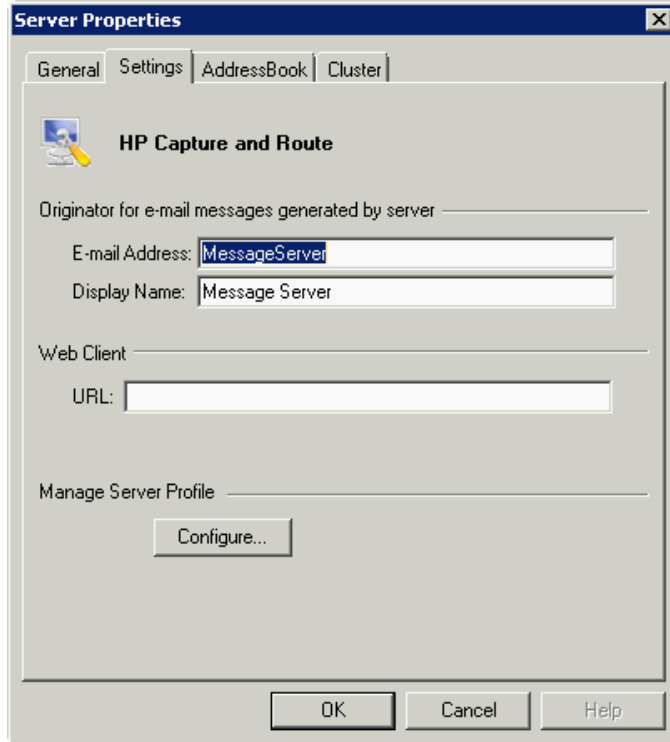 Server Properties
General Settings AddressBook Cluster
HP Capture and Route
Originator for e-mail messages generated by server
E-mail Address: MessageServer
Display Name: Message Server
Web Client
URL:
Manage Server Profile
Configure...
OK Cancel Help